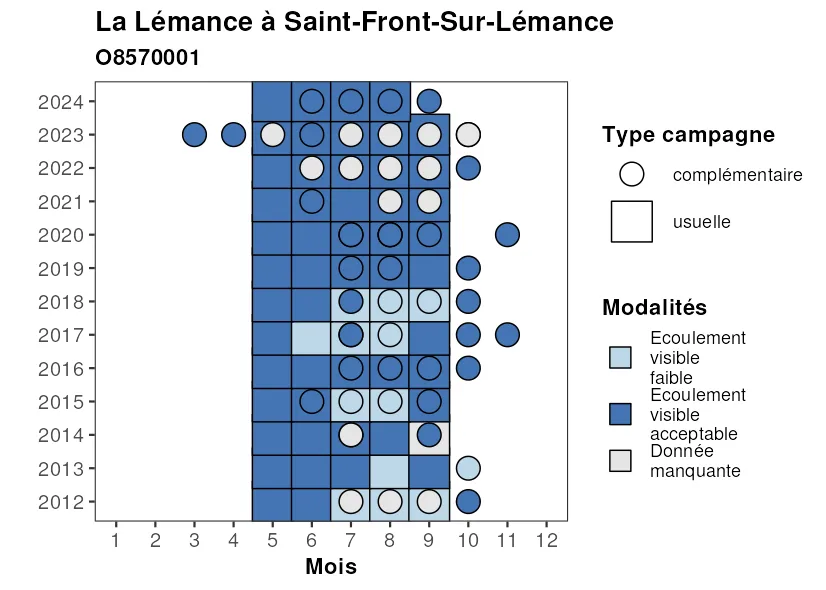 La Lémance à Saint-Front-Sur-Lémance
O8570001
2024
2023
2022
2021
2020
2019
2018
2017
2016
2015
2014
2013
2012
1 2 3 4 5 6 7 8 9 10 11 12
Mois
Type campagne
complémentaire
usuelle
Modalités
Ecoulement
visible
faible
Ecoulement
visible
acceptable
Donnée
manquante